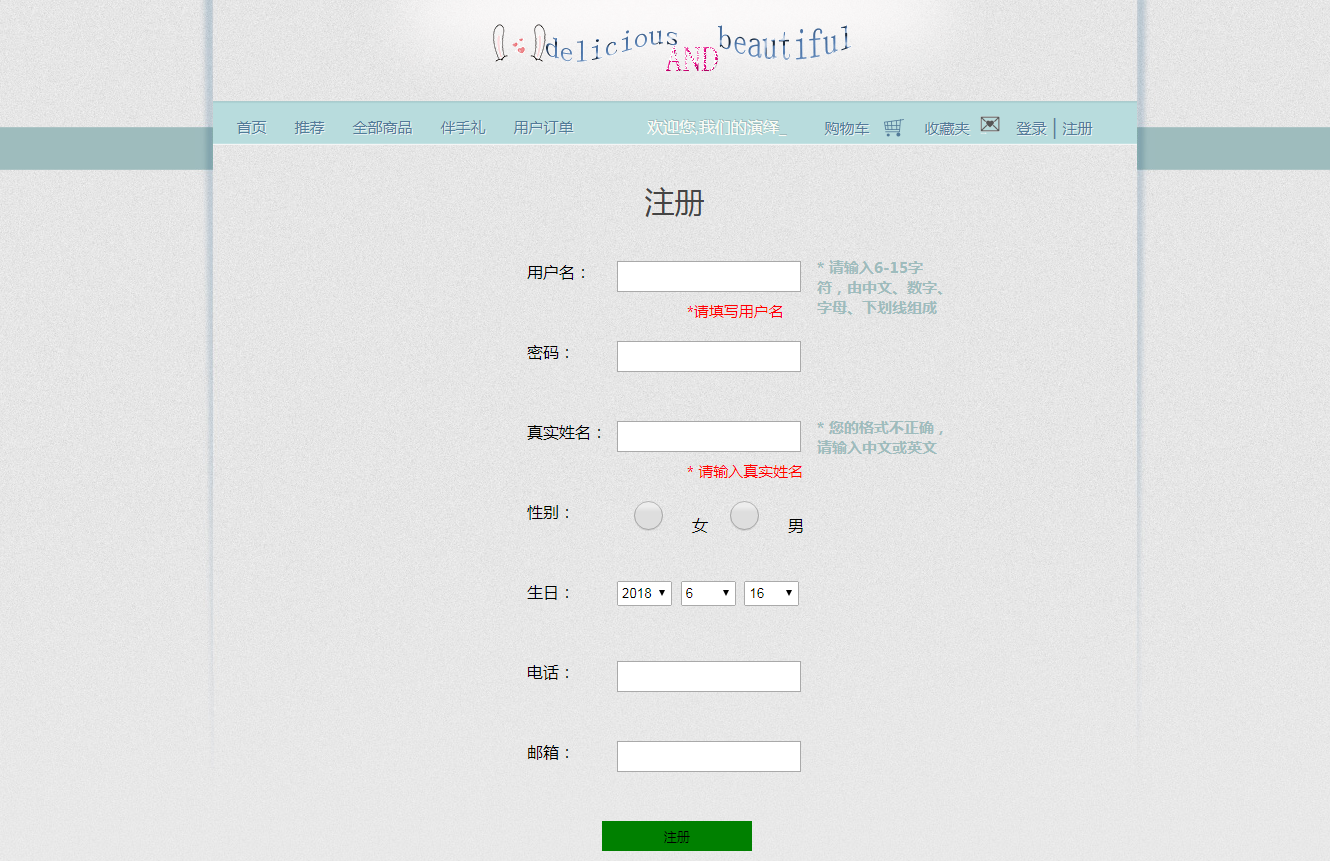 delicious AND beautiful
首页 推荐 全部商品 伴手礼 用户订单 欢迎您,我们的演绎_ 购物车 收藏夹 登录 | 注册
注册
用户名：
* 请输入6-15字
符，由中文、数字、
字母、下划线组成
*请填写用户名
密码：
真实姓名：
* 您的格式不正确，
请输入中文或英文
* 请输入真实姓名
性别： 女 男
生日： 2018 6 16
电话：
邮箱：
注册